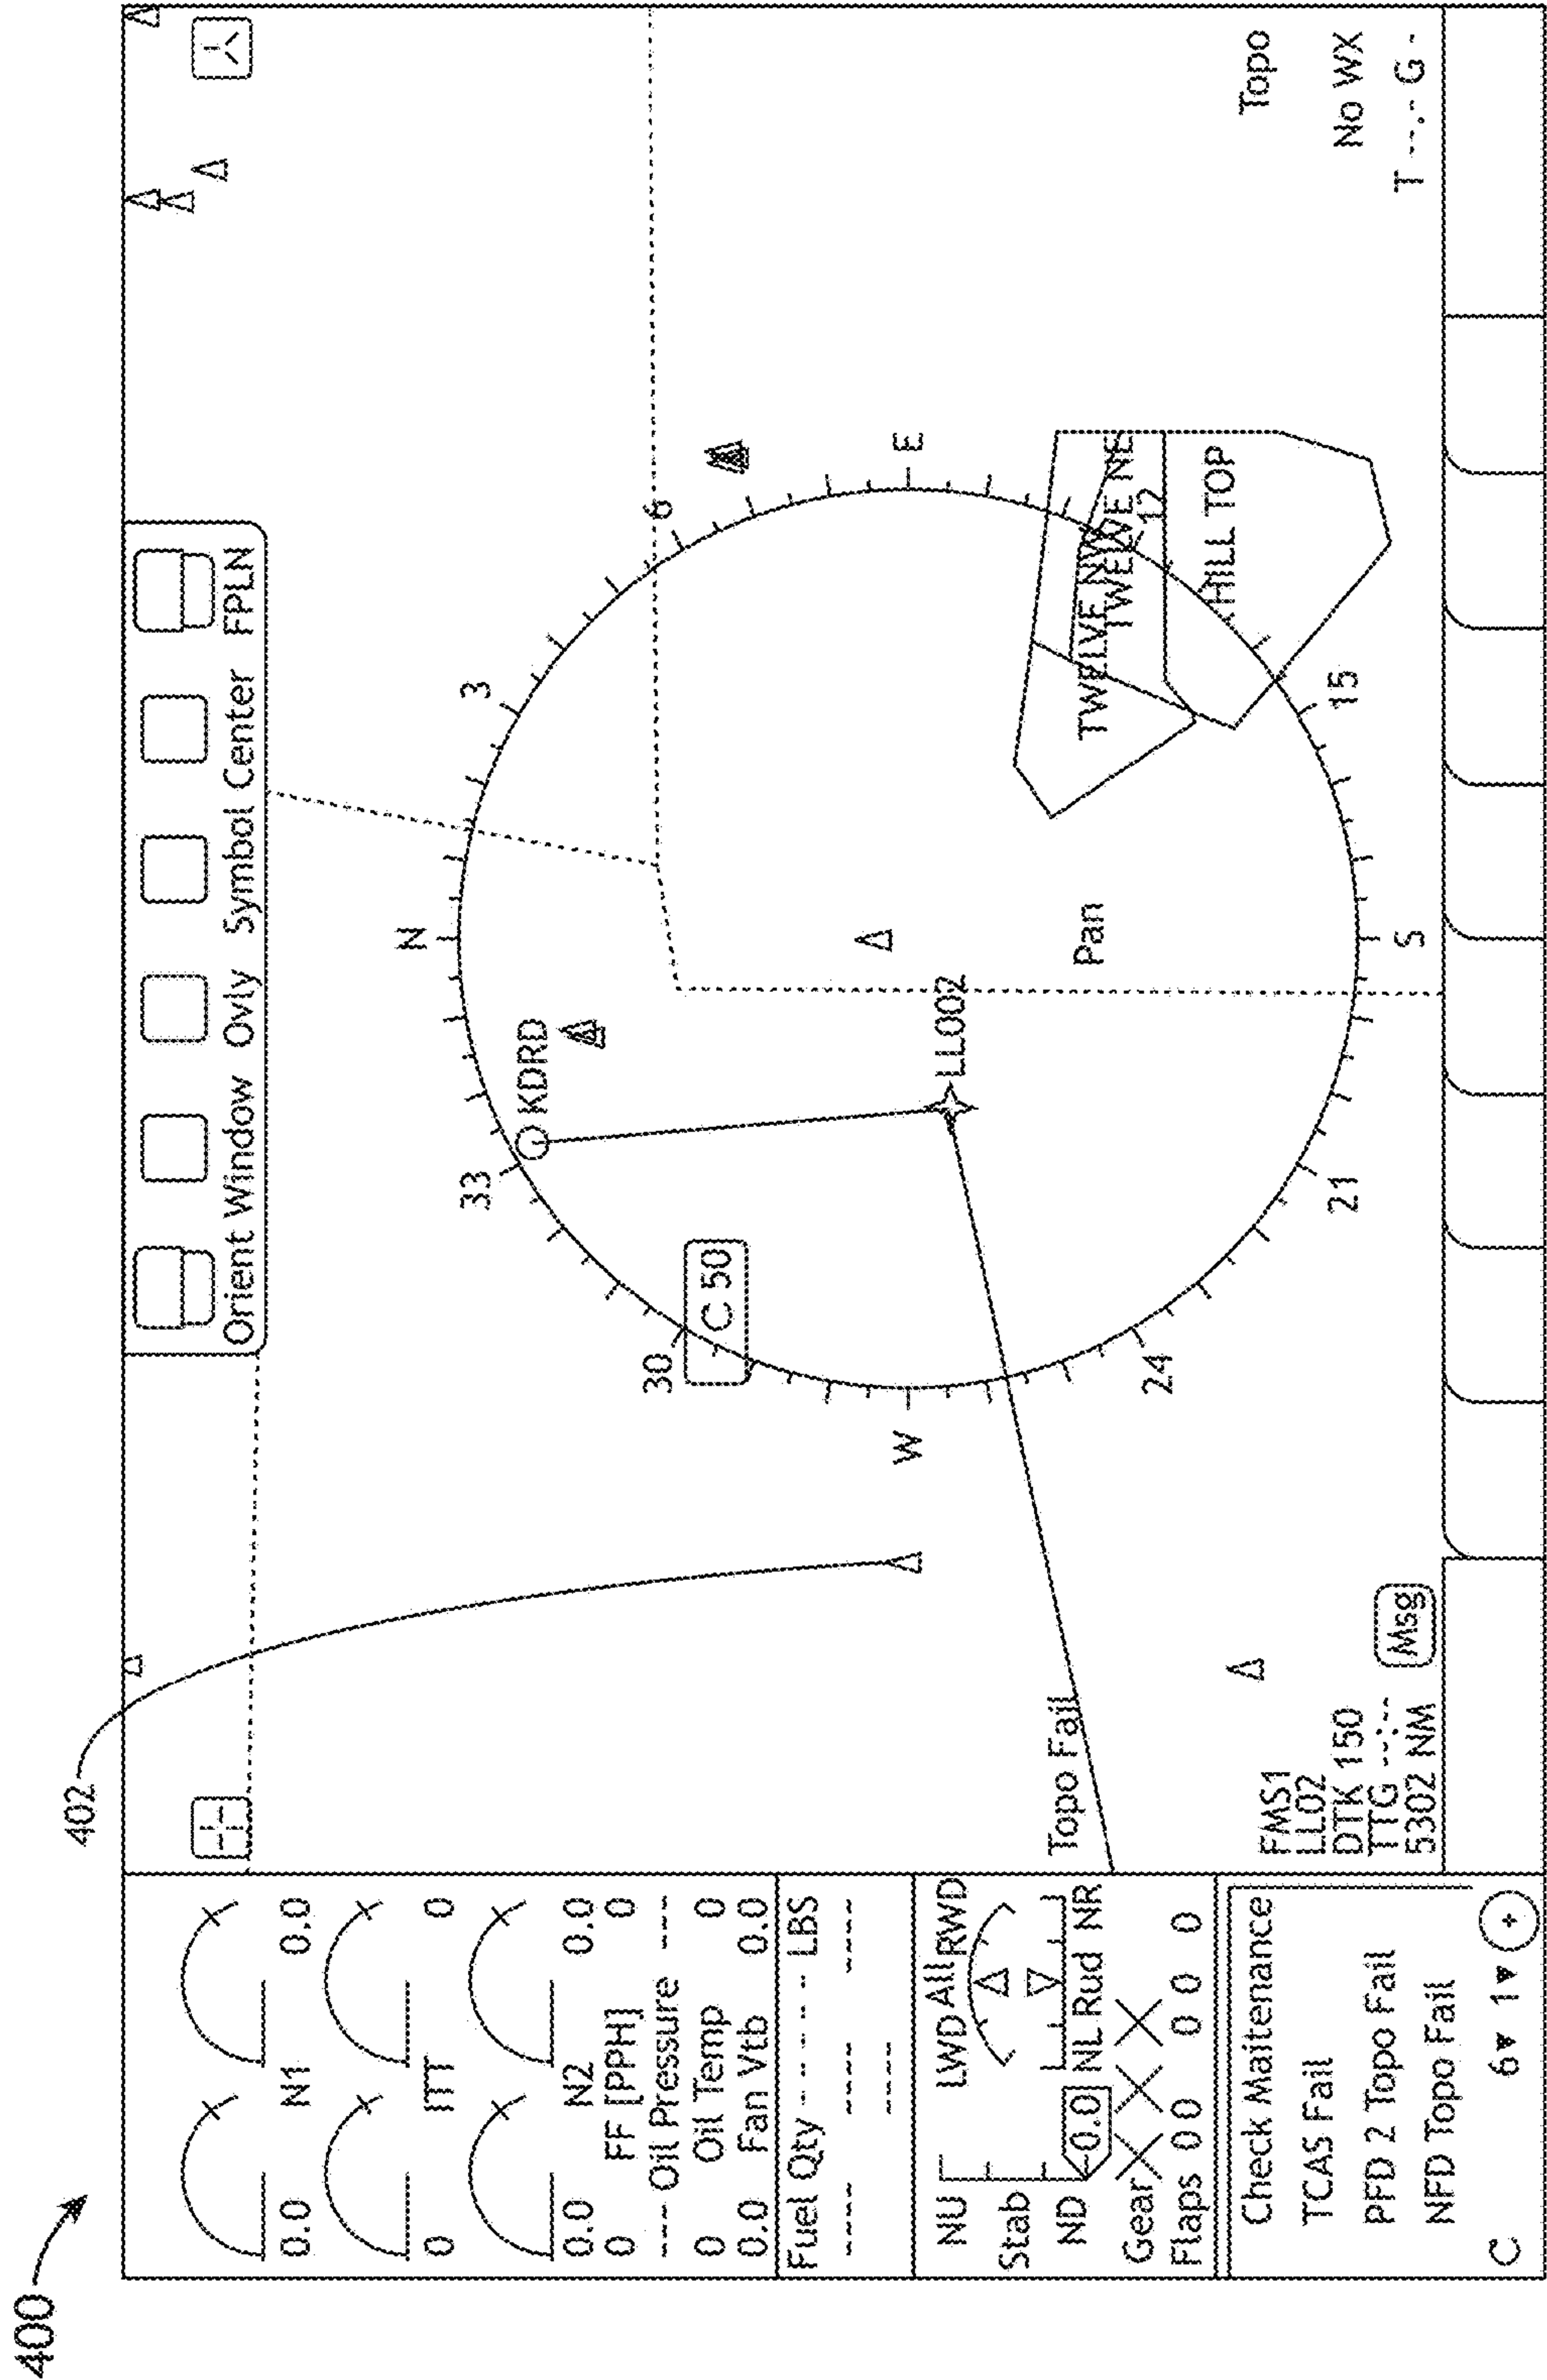 400
402
0.0 N1 0.0
0 ITT 0
0.0 N2 0.0
0 FF [PPH] 0
--- Oil Pressure ---
0 Oil Temp 0
0.0 Fan Vtb 0.0
Fuel Qty - - - - LBS
---- ---- ----
----
NU LWD All RWD
Stab
ND 0.0 NL Rud NR
Gear
Flaps 00 0 0 0
Check Maitenance
TCAS Fail
PFD 2 Topo Fail
NFD Topo Fail
C 6 1
Orient Window Ovly Symbol Center FPLN
N
33
3
KDRD
30
6
C 50
W
E
LL002
Pan
TWELVE NW
TWELVE NE
12
HILL TOP
24
15
21
S
Topo Fail
FMS1
LL02
DTK 150
TTG --:--
5302 NM
Msg
Topo
No WX
T --.- G -